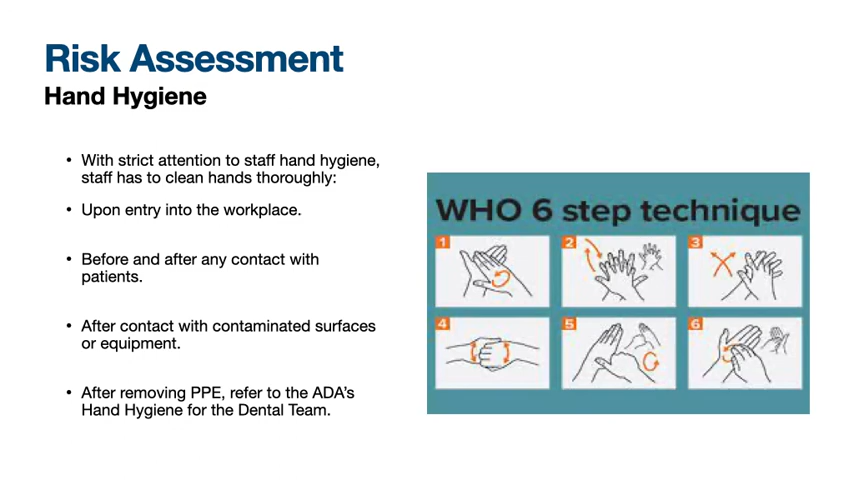 Risk Assessment
Hand Hygiene
• With strict attention to staff hand hygiene,
staff has to clean hands thoroughly:
• Upon entry into the workplace.
• Before and after any contact with
patients.
• After contact with contaminated surfaces
or equipment.
• After removing PPE, refer to the ADA's
Hand Hygiene for the Dental Team.
WHO 6 step technique
1
2
3
4
5
6